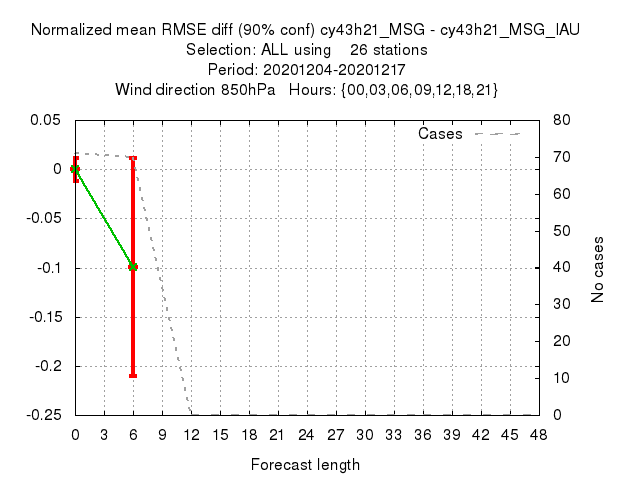 Normalized mean RMSE diff (90% conf) cy43h21_MSG - cy43h21_MSG_IAU
Selection: ALL using 26 stations
Period: 20201204-20201217
Wind direction 850hPa Hours: {00,03,06,09,12,18,21}
Cases
0.05
0
-0.05
-0.1
-0.15
-0.2
-0.25
80
70
60
50
40
30
20
10
0
No cases
0 3 6 9 12 15 18 21 24 27 30 33 36 39 42 45 48
Forecast length